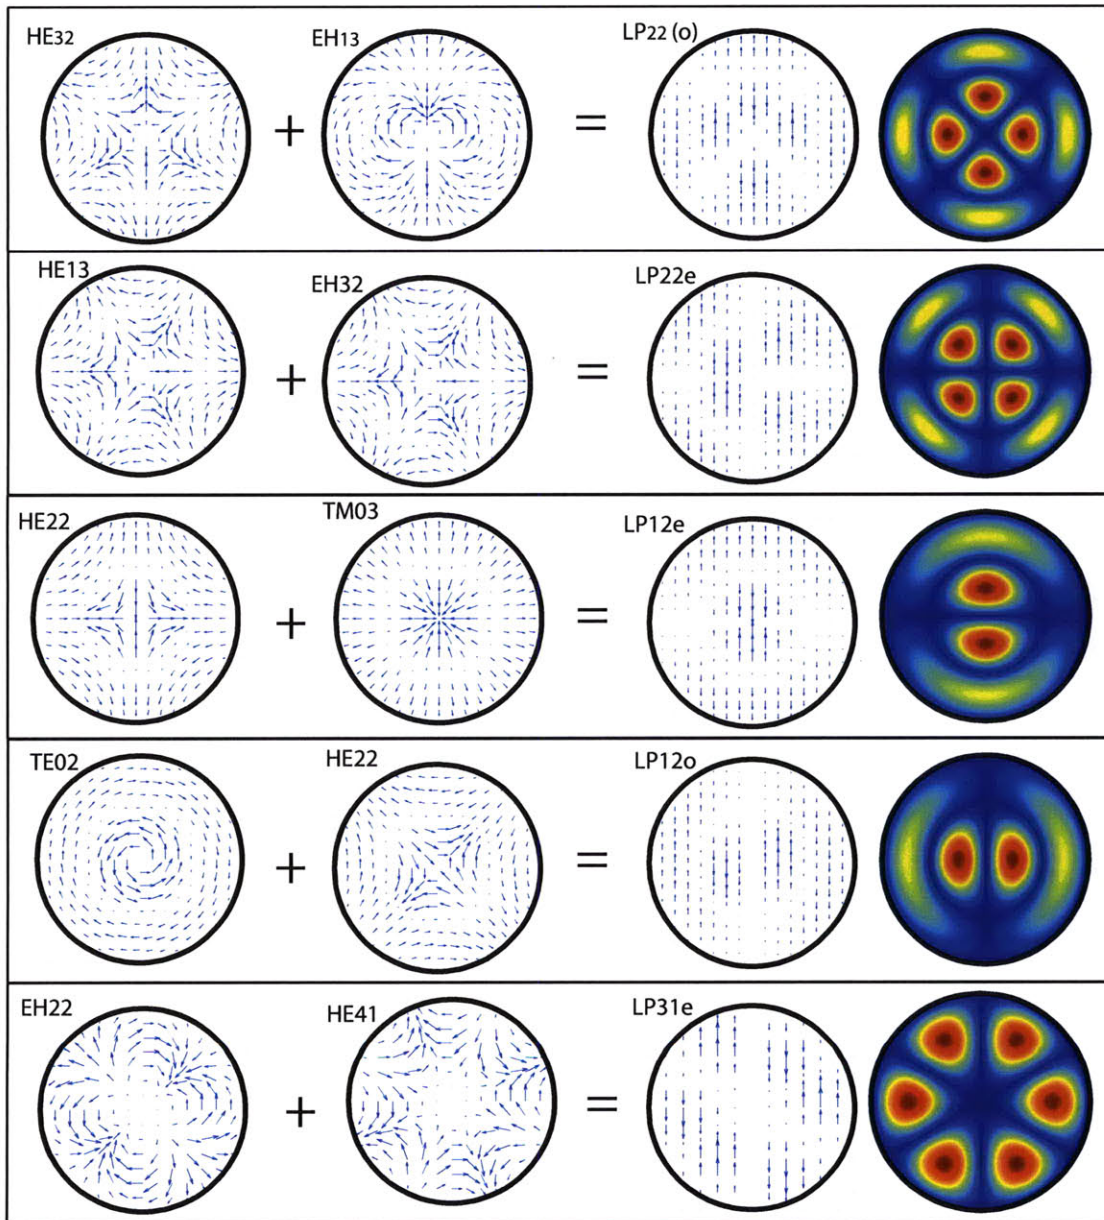 HE32 + EH13 = LP22 (o)
HE13 + EH32 = LP22e
HE22 + TM03 = LP12e
TE02 + HE22 = LP12o
EH22 + HE41 = LP31e